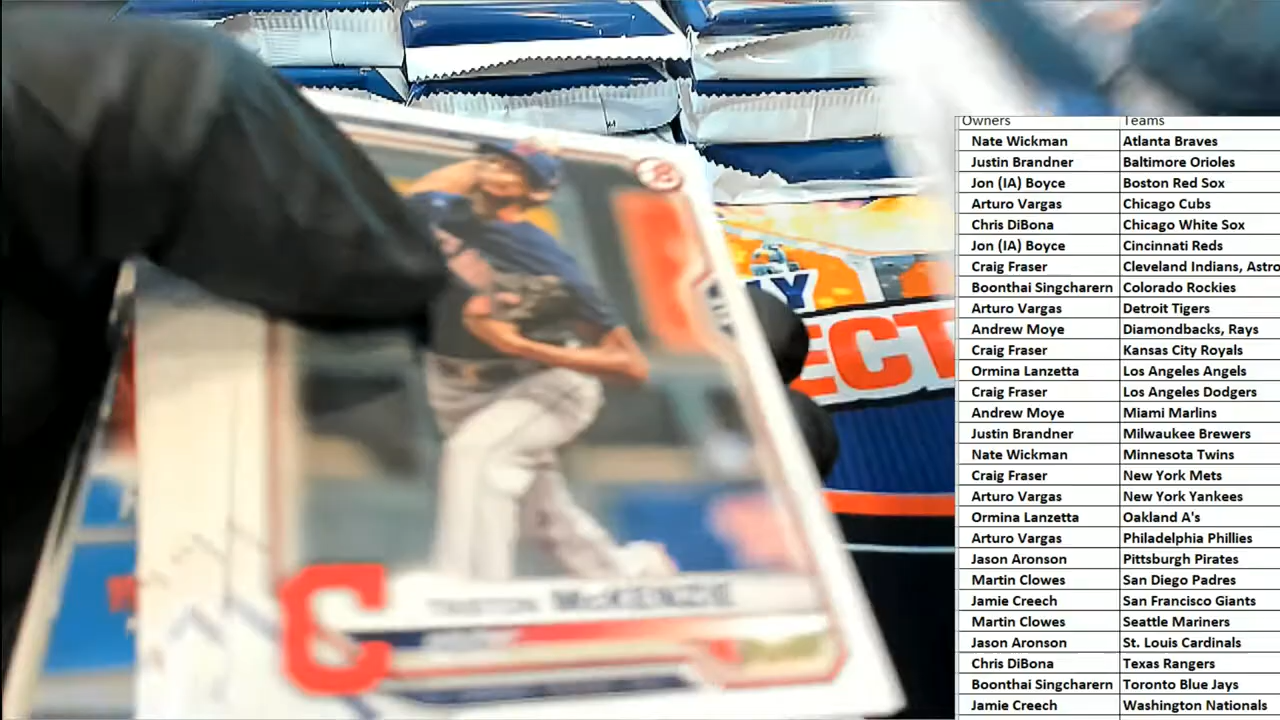 Owners Teams
Nate Wickman Atlanta Braves
Justin Brandner Baltimore Orioles
Jon (IA) Boyce Boston Red Sox
Arturo Vargas Chicago Cubs
Chris DiBona Chicago White Sox
Jon (IA) Boyce Cincinnati Reds
Craig Fraser Cleveland Indians, Astro
Boonthai Singcharern Colorado Rockies
Arturo Vargas Detroit Tigers
Andrew Moye Diamondbacks, Rays
Craig Fraser Kansas City Royals
Ormina Lanzetta Los Angeles Angels
Craig Fraser Los Angeles Dodgers
Andrew Moye Miami Marlins
Justin Brandner Milwaukee Brewers
Nate Wickman Minnesota Twins
Craig Fraser New York Mets
Arturo Vargas New York Yankees
Ormina Lanzetta Oakland A's
Arturo Vargas Philadelphia Phillies
Jason Aronson Pittsburgh Pirates
Martin Clowes San Diego Padres
Jamie Creech San Francisco Giants
Martin Clowes Seattle Mariners
Jason Aronson St. Louis Cardinals
Chris DiBona Texas Rangers
Boonthai Singcharern Toronto Blue Jays
Jamie Creech Washington Nationals
ECT
C
McKENZIE